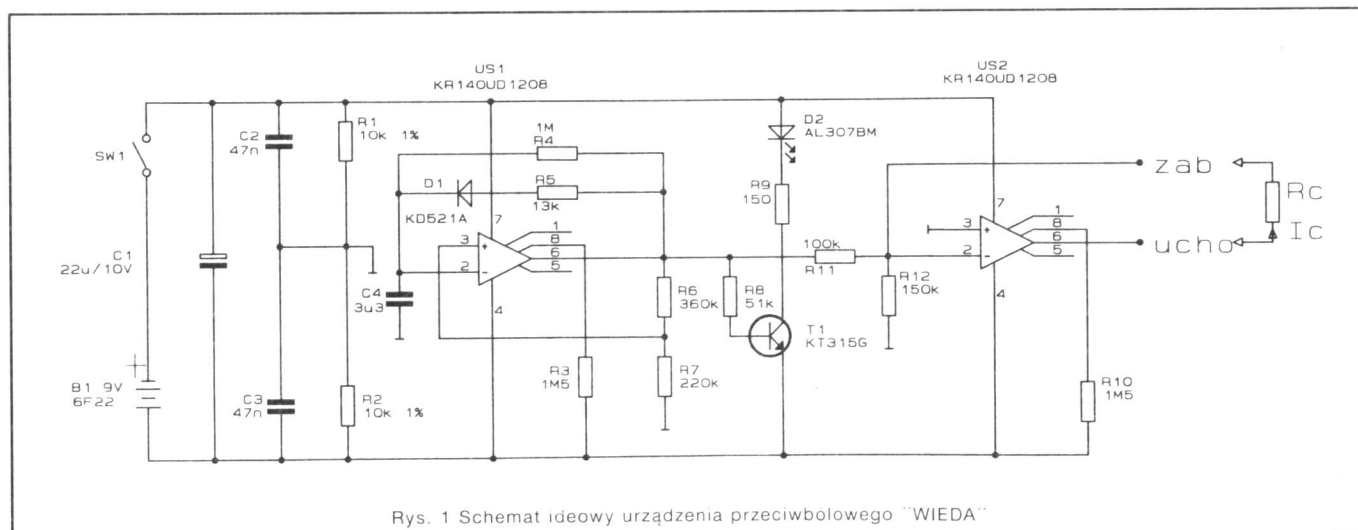 US1
KR140UD1208
US2
KR140UD1208
SW1
C1
22u/10V
B1 9V
6F22
+
C2
47n
C3
47n
R1
10k 1%
R2
10k 1%
1M
R4
D1
KD521A
R5
13k
C4
3u3
3
2
+
-
7
4
1
8
6
5
R3
1M5
R6
360k
R7
220k
R8
51k
D2
AL307BM
R9
150
T1
KT315G
100k
R11
R12
150k
3
2
+
-
7
4
1
8
6
5
R10
1M5
zab
ucho
Rc
Ic
Rys. 1 Schemat ideowy urządzenia przeciwbólowego "WIEDA"